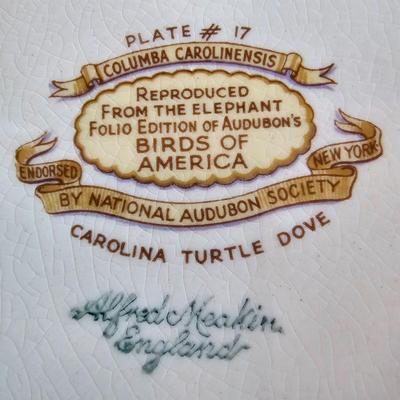 PLATE # 17
COLUMBA CAROLINENSIS
REPRODUCED
FROM THE ELEPHANT
FOLIO EDITION OF AUDUBON'S
BIRDS OF
AMERICA
ENDORSED
NEW YORK
BY NATIONAL AUDUBON SOCIETY
CAROLINA TURTLE DOVE
Alfred Meakin.
England